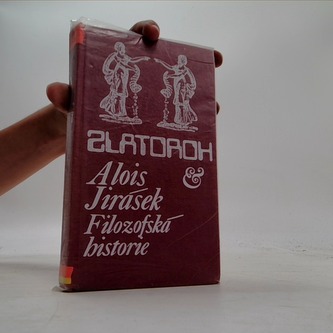 ZLATOROH
Alois &
Jirásek
Filozofská
historie